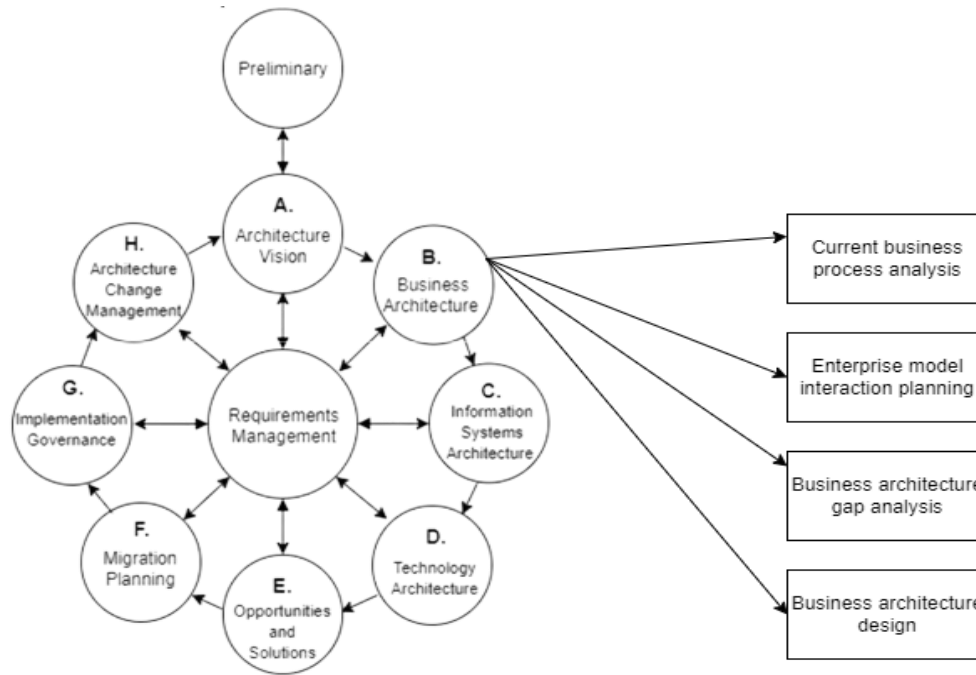 Preliminary
A.
Architecture
Vision
B.
Business
Architecture
C.
Information
Systems
Architecture
D.
Technology
Architecture
E.
Opportunities
and
Solutions
F.
Migration
Planning
G.
Implementation
Governance
H.
Architecture
Change
Management
Requirements
Management
Current business
process analysis
Enterprise model
interaction planning
Business architecture
gap analysis
Business architecture
design